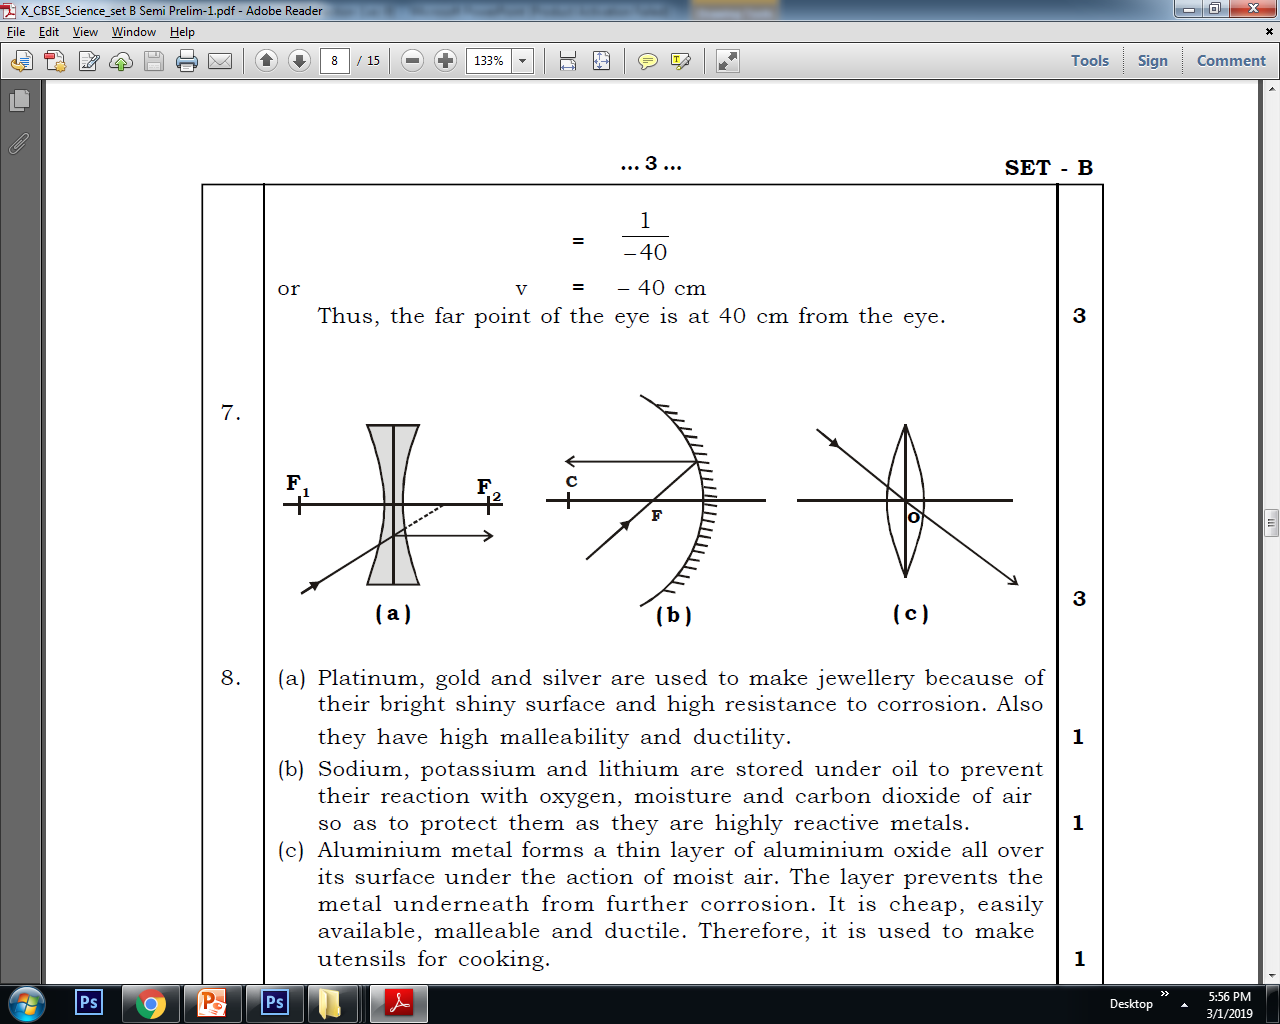 X_CBSE_Science_set B Semi Prelim-1.pdf - Adobe Reader
File Edit View Window Help
8 / 15 133% Tools Sign Comment
... 3 ...
SET - B
= 1
–40
or v = – 40 cm
Thus, the far point of the eye is at 40 cm from the eye. 3
7.
F1 F2 C F O
(a) (b) (c)
3
8. (a) Platinum, gold and silver are used to make jewellery because of
their bright shiny surface and high resistance to corrosion. Also
they have high malleability and ductility. 1
(b) Sodium, potassium and lithium are stored under oil to prevent
their reaction with oxygen, moisture and carbon dioxide of air
so as to protect them as they are highly reactive metals. 1
(c) Aluminium metal forms a thin layer of aluminium oxide all over
its surface under the action of moist air. The layer prevents the
metal underneath from further corrosion. It is cheap, easily
available, malleable and ductile. Therefore, it is used to make
utensils for cooking. 1
Ps Ps Desktop 5:56 PM
3/1/2019